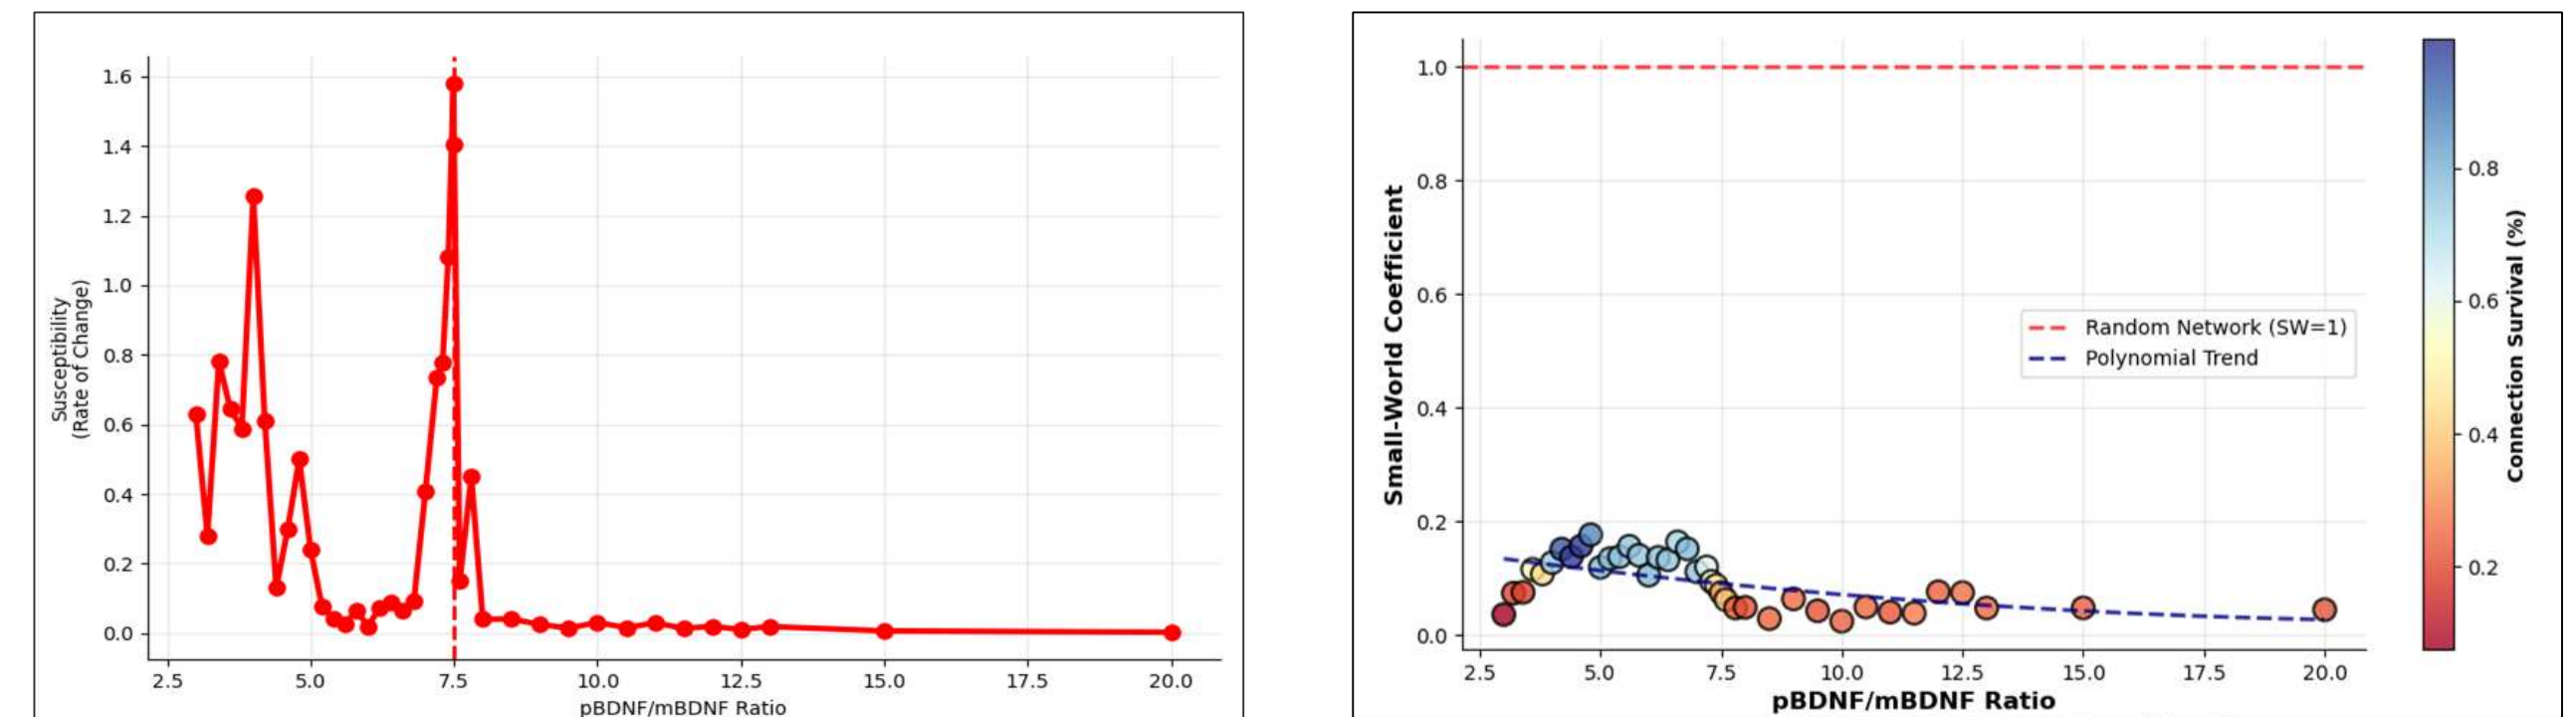 Susceptibility
(Rate of Change)
1.6
1.4
1.2
1.0
0.8
0.6
0.4
0.2
0.0
2.5 5.0 7.5 10.0 12.5 15.0 17.5 20.0
pBDNF/mBDNF Ratio
Small-World Coefficient
1.0
0.8
0.6
0.4
0.2
0.0
Random Network (SW=1)
Polynomial Trend
2.5 5.0 7.5 10.0 12.5 15.0 17.5 20.0
pBDNF/mBDNF Ratio
0.8
0.6
0.4
0.2
Connection Survival (%)